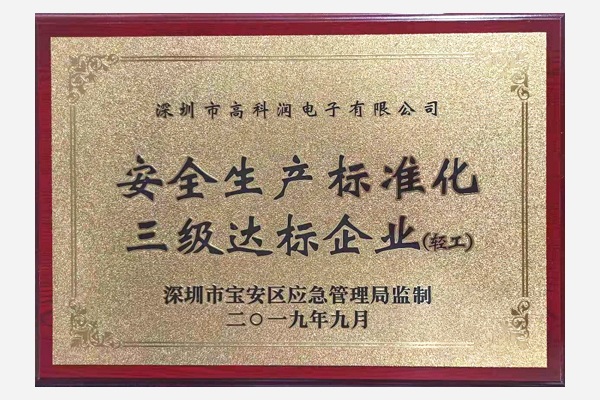 深圳市高科润电子有限公司
安全生产标准化
三级达标企业(轻工)
深圳市宝安区应急管理局监制
二〇一九年九月